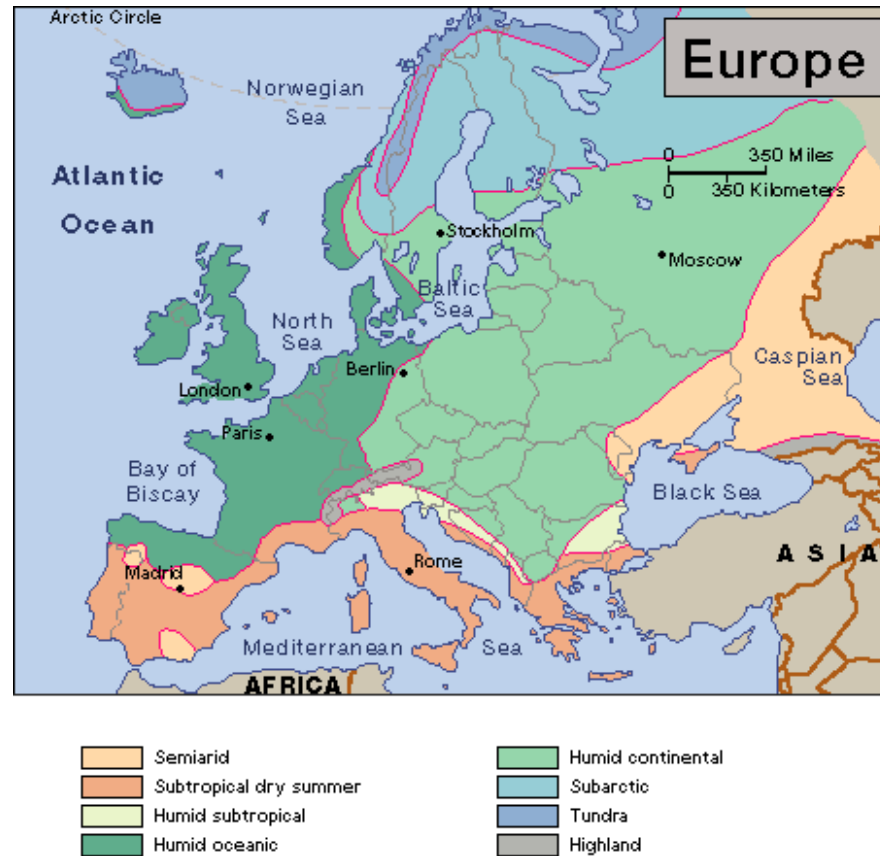 Arctic Circle
Europe
Norwegian
Sea
0 350 Miles
0 350 Kilometers
Atlantic
Ocean
Stockholm
Moscow
Baltic
Sea
North
Sea
Caspian
Sea
Berlin
London
Paris
Bay of
Biscay
Black Sea
ASIA
Rome
Madrid
Mediterranean Sea
AFRICA
Semiarid
Subtropical dry summer
Humid subtropical
Humid oceanic
Humid continental
Subarctic
Tundra
Highland